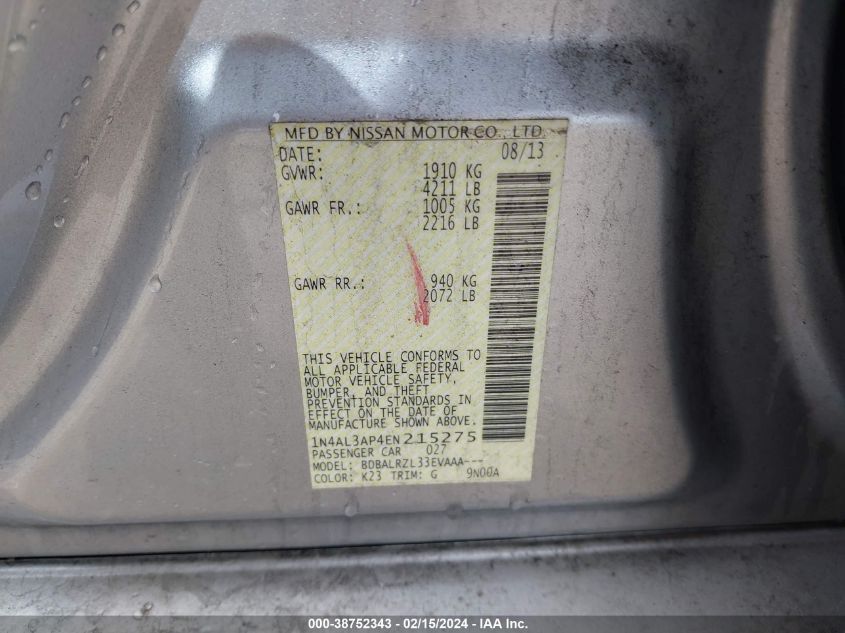 MFD BY NISSAN MOTOR CO., LTD.
DATE: 08/13
GVWR: 1910 KG
4211 LB
GAWR FR.: 1005 KG
2216 LB
GAWR RR.: 940 KG
2072 LB
THIS VEHICLE CONFORMS TO
ALL APPLICABLE FEDERAL
MOTOR VEHICLE SAFETY,
BUMPER, AND THEFT
PREVENTION STANDARDS IN
EFFECT ON THE DATE OF
MANUFACTURE SHOWN ABOVE.
1N4AL3AP4EN215275
PASSENGER CAR 027
MODEL: BDBALRZL33EVAAA---
COLOR: K23 TRIM: G 9N00A
000-38752343 - 02/15/2024 - IAA Inc.